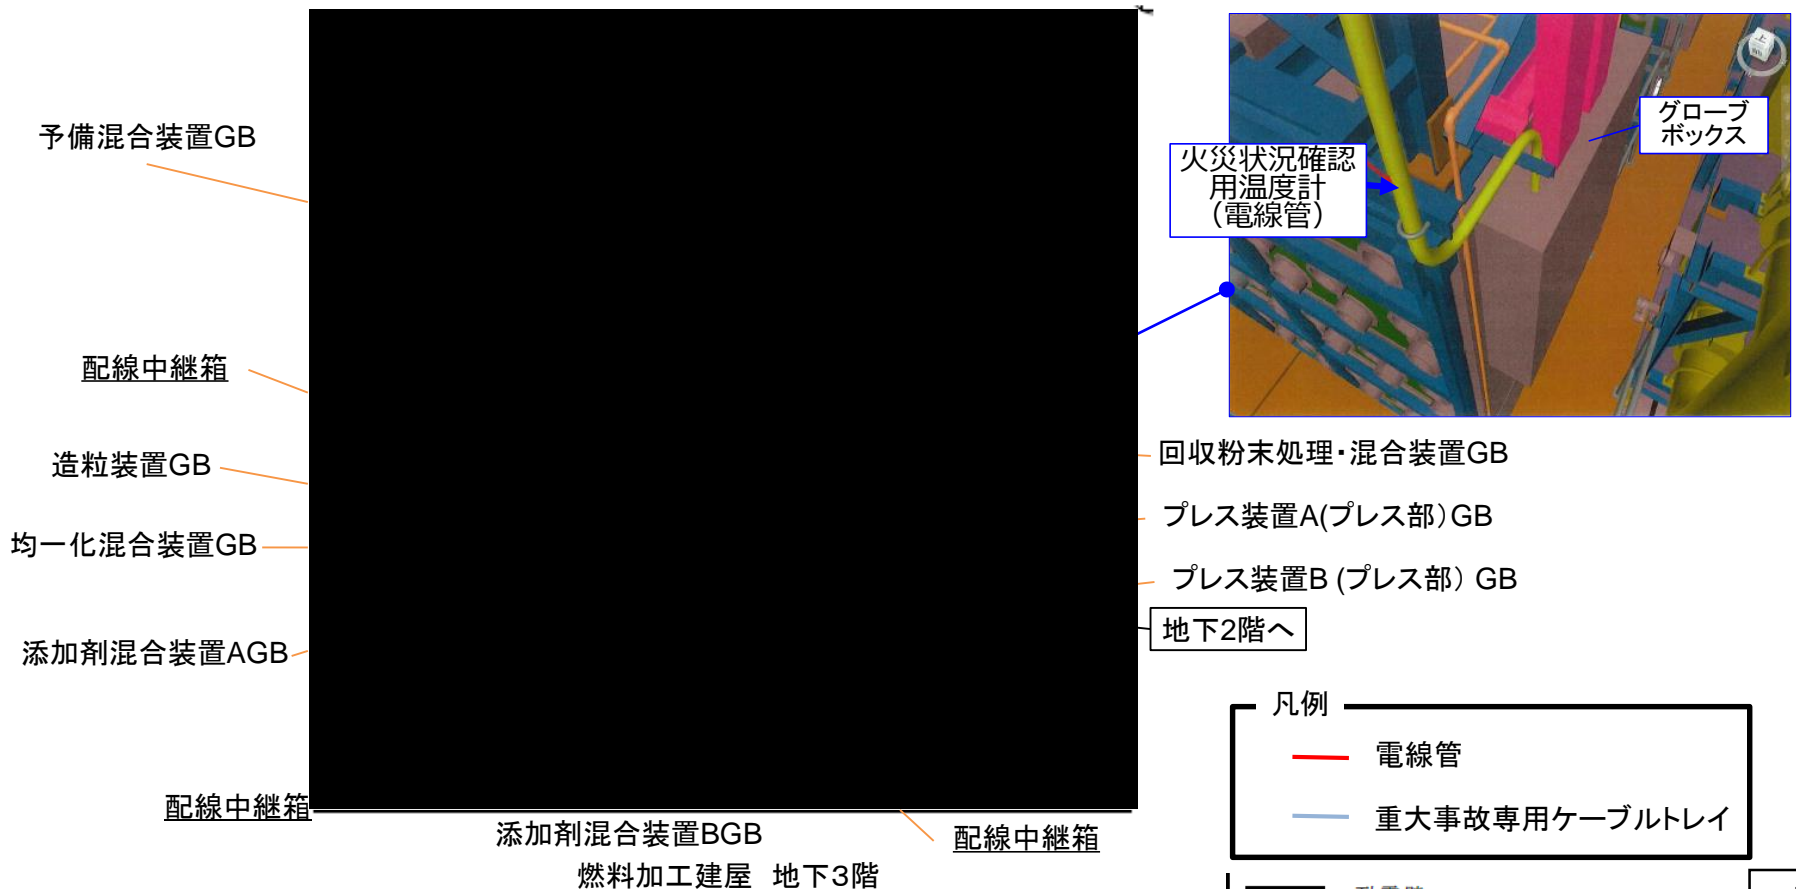 予備混合装置GB
配線中継箱
造粒装置GB
均一化混合装置GB
添加剤混合装置AGB
配線中継箱
添加剤混合装置BGB
配線中継箱
燃料加工建屋　地下3階
火災状況確認
用温度計
（電線管）
グローブ
ボックス
上
回収粉末処理・混合装置GB
プレス装置A(プレス部）GB
プレス装置B (プレス部） GB
地下2階へ
凡例
電線管
重大事故専用ケーブルトレイ